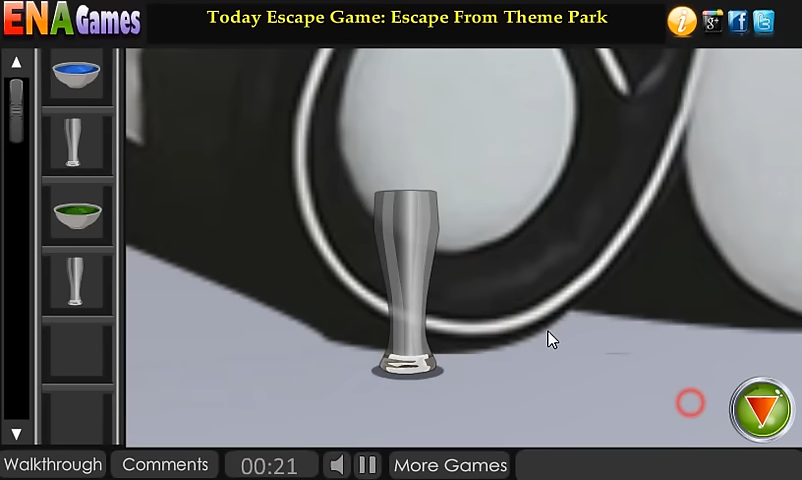 ENA Games
Today Escape Game: Escape From Theme Park
i
g+
f
t
Walkthrough
Comments
00:21
More Games